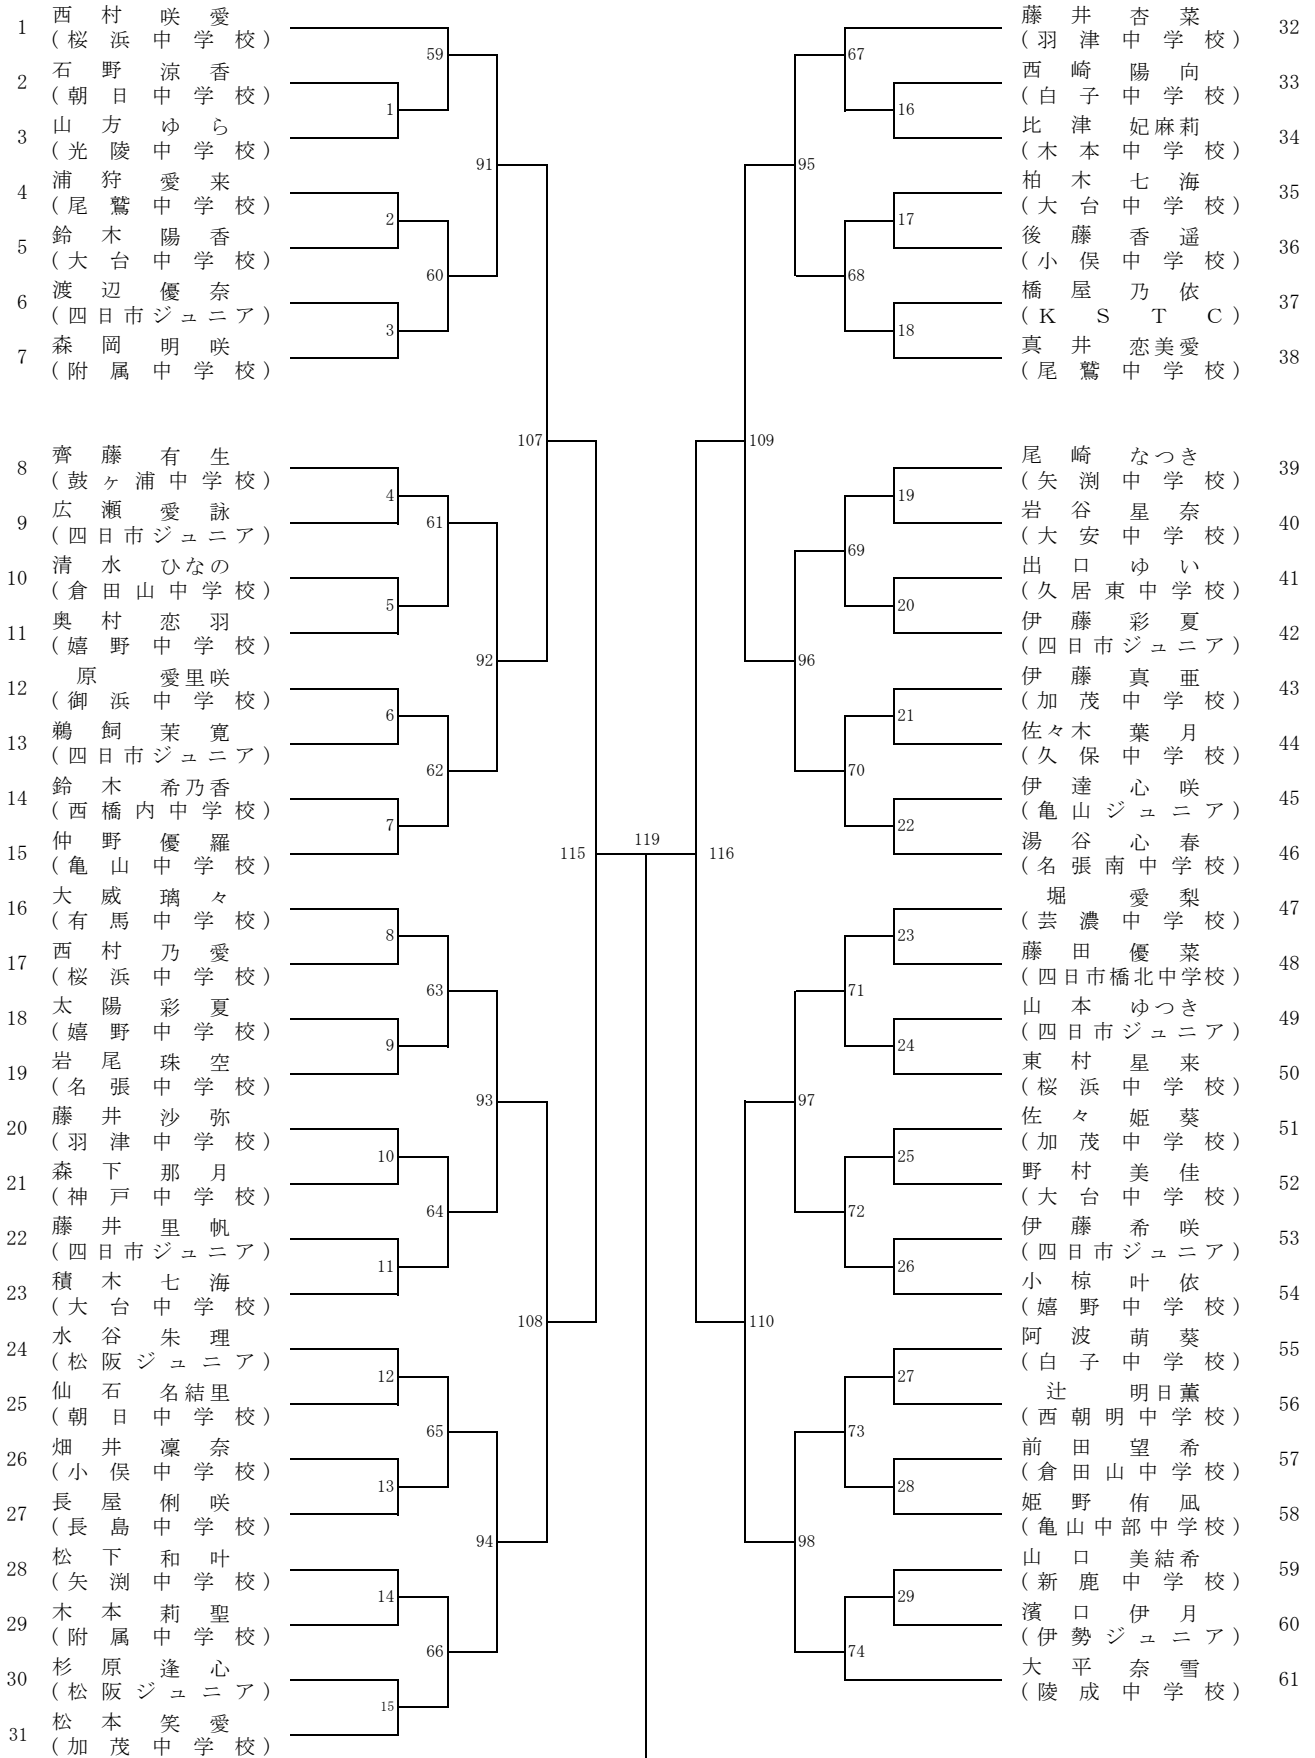 1 西村 咲愛
(桜浜中学校)
2 石野 涼香
(朝日中学校)
3 山方 ゆら
(光陵中学校)
4 浦狩 愛来
(尾鷲中学校)
5 鈴木 陽香
(大台中学校)
6 渡辺 優奈
(四日市ジュニア)
7 森岡 明咲
(附属中学校)
8 齊藤 有生
(鼓ヶ浦中学校)
9 広瀬 愛詠
(四日市ジュニア)
10 清水 ひなの
(倉田山中学校)
11 奥村 恋羽
(嬉野中学校)
12 原 愛里咲
(御浜中学校)
13 鵜飼 茉寛
(四日市ジュニア)
14 鈴木 希乃香
(西橋内中学校)
15 仲野 優羅
(亀山中学校)
16 大威 璃々
(有馬中学校)
17 西村 乃愛
(桜浜中学校)
18 太陽 彩夏
(嬉野中学校)
19 岩尾 珠空
(名張中学校)
20 藤井 沙弥
(羽津中学校)
21 森下 那月
(神戸中学校)
22 藤井 里帆
(四日市ジュニア)
23 積木 七海
(大台中学校)
24 水谷 朱理
(松阪ジュニア)
25 仙石 名結里
(朝日中学校)
26 畑井 凜奈
(小俣中学校)
27 長屋 俐咲
(長島中学校)
28 松下 和叶
(矢渕中学校)
29 木本 莉聖
(附属中学校)
30 杉原 逢心
(松阪ジュニア)
31 松本 笑愛
(加茂中学校)
59
1
91
2
60
3
107
4
61
5
92
6
62
7
115
8
63
9
93
10
64
11
108
12
65
13
94
14
66
15
119
67
16
95
17
68
18
109
19
69
20
96
21
70
22
116
23
71
24
97
25
72
26
110
27
73
28
98
29
74
藤井 杏菜 32
(羽津中学校)
西崎 陽向 33
(白子中学校)
比津 妃麻莉 34
(木本中学校)
柏木 七海 35
(大台中学校)
後藤 香遥 36
(小俣中学校)
橋屋 乃依 37
(KSTC)
真井 恋美愛 38
(尾鷲中学校)
尾崎 なつき 39
(矢渕中学校)
岩谷 星奈 40
(大安中学校)
出口 ゆい 41
(久居東中学校)
伊藤 彩夏 42
(四日市ジュニア)
伊藤 真亜 43
(加茂中学校)
佐々木 葉月 44
(久保中学校)
伊達 心咲 45
(亀山ジュニア)
湯谷 心春 46
(名張南中学校)
堀 愛梨 47
(芸濃中学校)
藤田 優菜 48
(四日市橋北中学校)
山本 ゆつき 49
(四日市ジュニア)
東村 星来 50
(桜浜中学校)
佐々 姫葵 51
(加茂中学校)
野村 美佳 52
(大台中学校)
伊藤 希咲 53
(四日市ジュニア)
小椋 叶依 54
(嬉野中学校)
阿波 萌葵 55
(白子中学校)
辻 明日薫 56
(西朝明中学校)
前田 望希 57
(倉田山中学校)
姫野 侑凪 58
(亀山中部中学校)
山口 美結希 59
(新鹿中学校)
濱口 伊月 60
(伊勢ジュニア)
大平 奈雪 61
(陵成中学校)